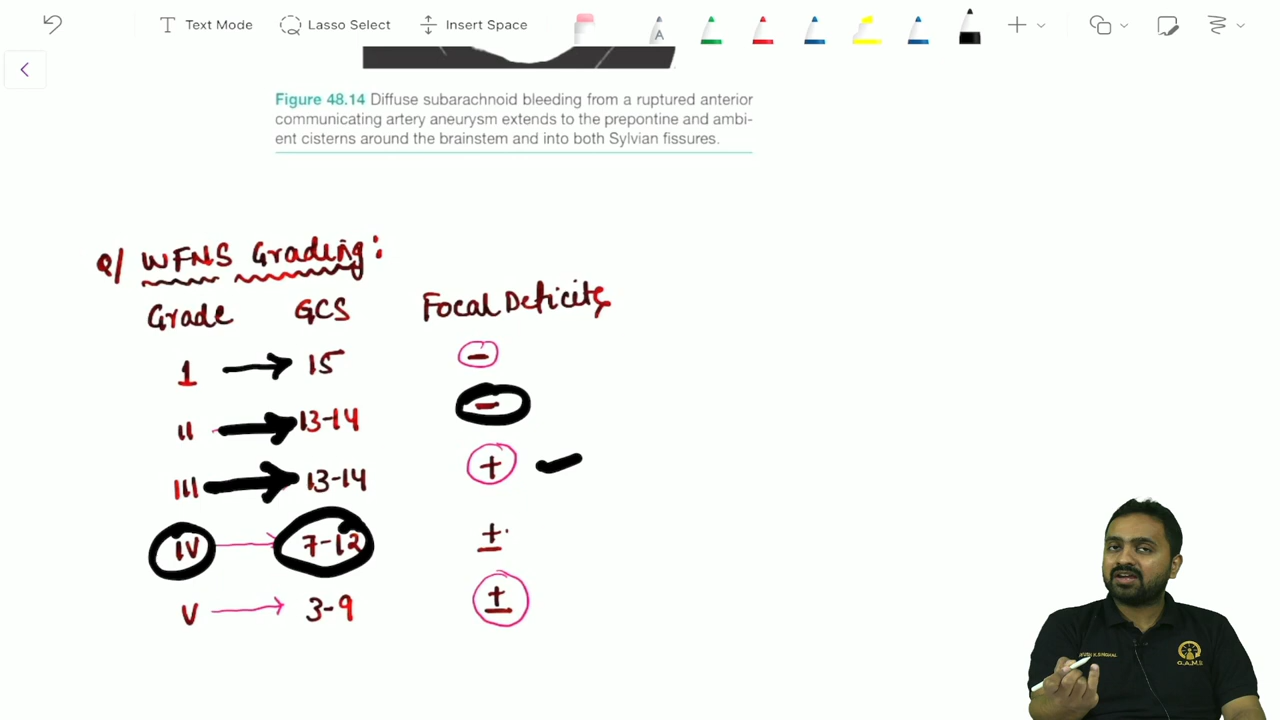 Text Mode Lasso Select Insert Space
A
Figure 48.14 Diffuse subarachnoid bleeding from a ruptured anterior
communicating artery aneurysm extends to the prepontine and ambi-
ent cisterns around the brainstem and into both Sylvian fissures.
Q/ WFNS Grading:
Grade GCS Focal Deficits
I → 15 -
II → 13-14 -
III → 13-14 +
IV → 7-12 ±
V → 3-9 ±
G.A.M.S